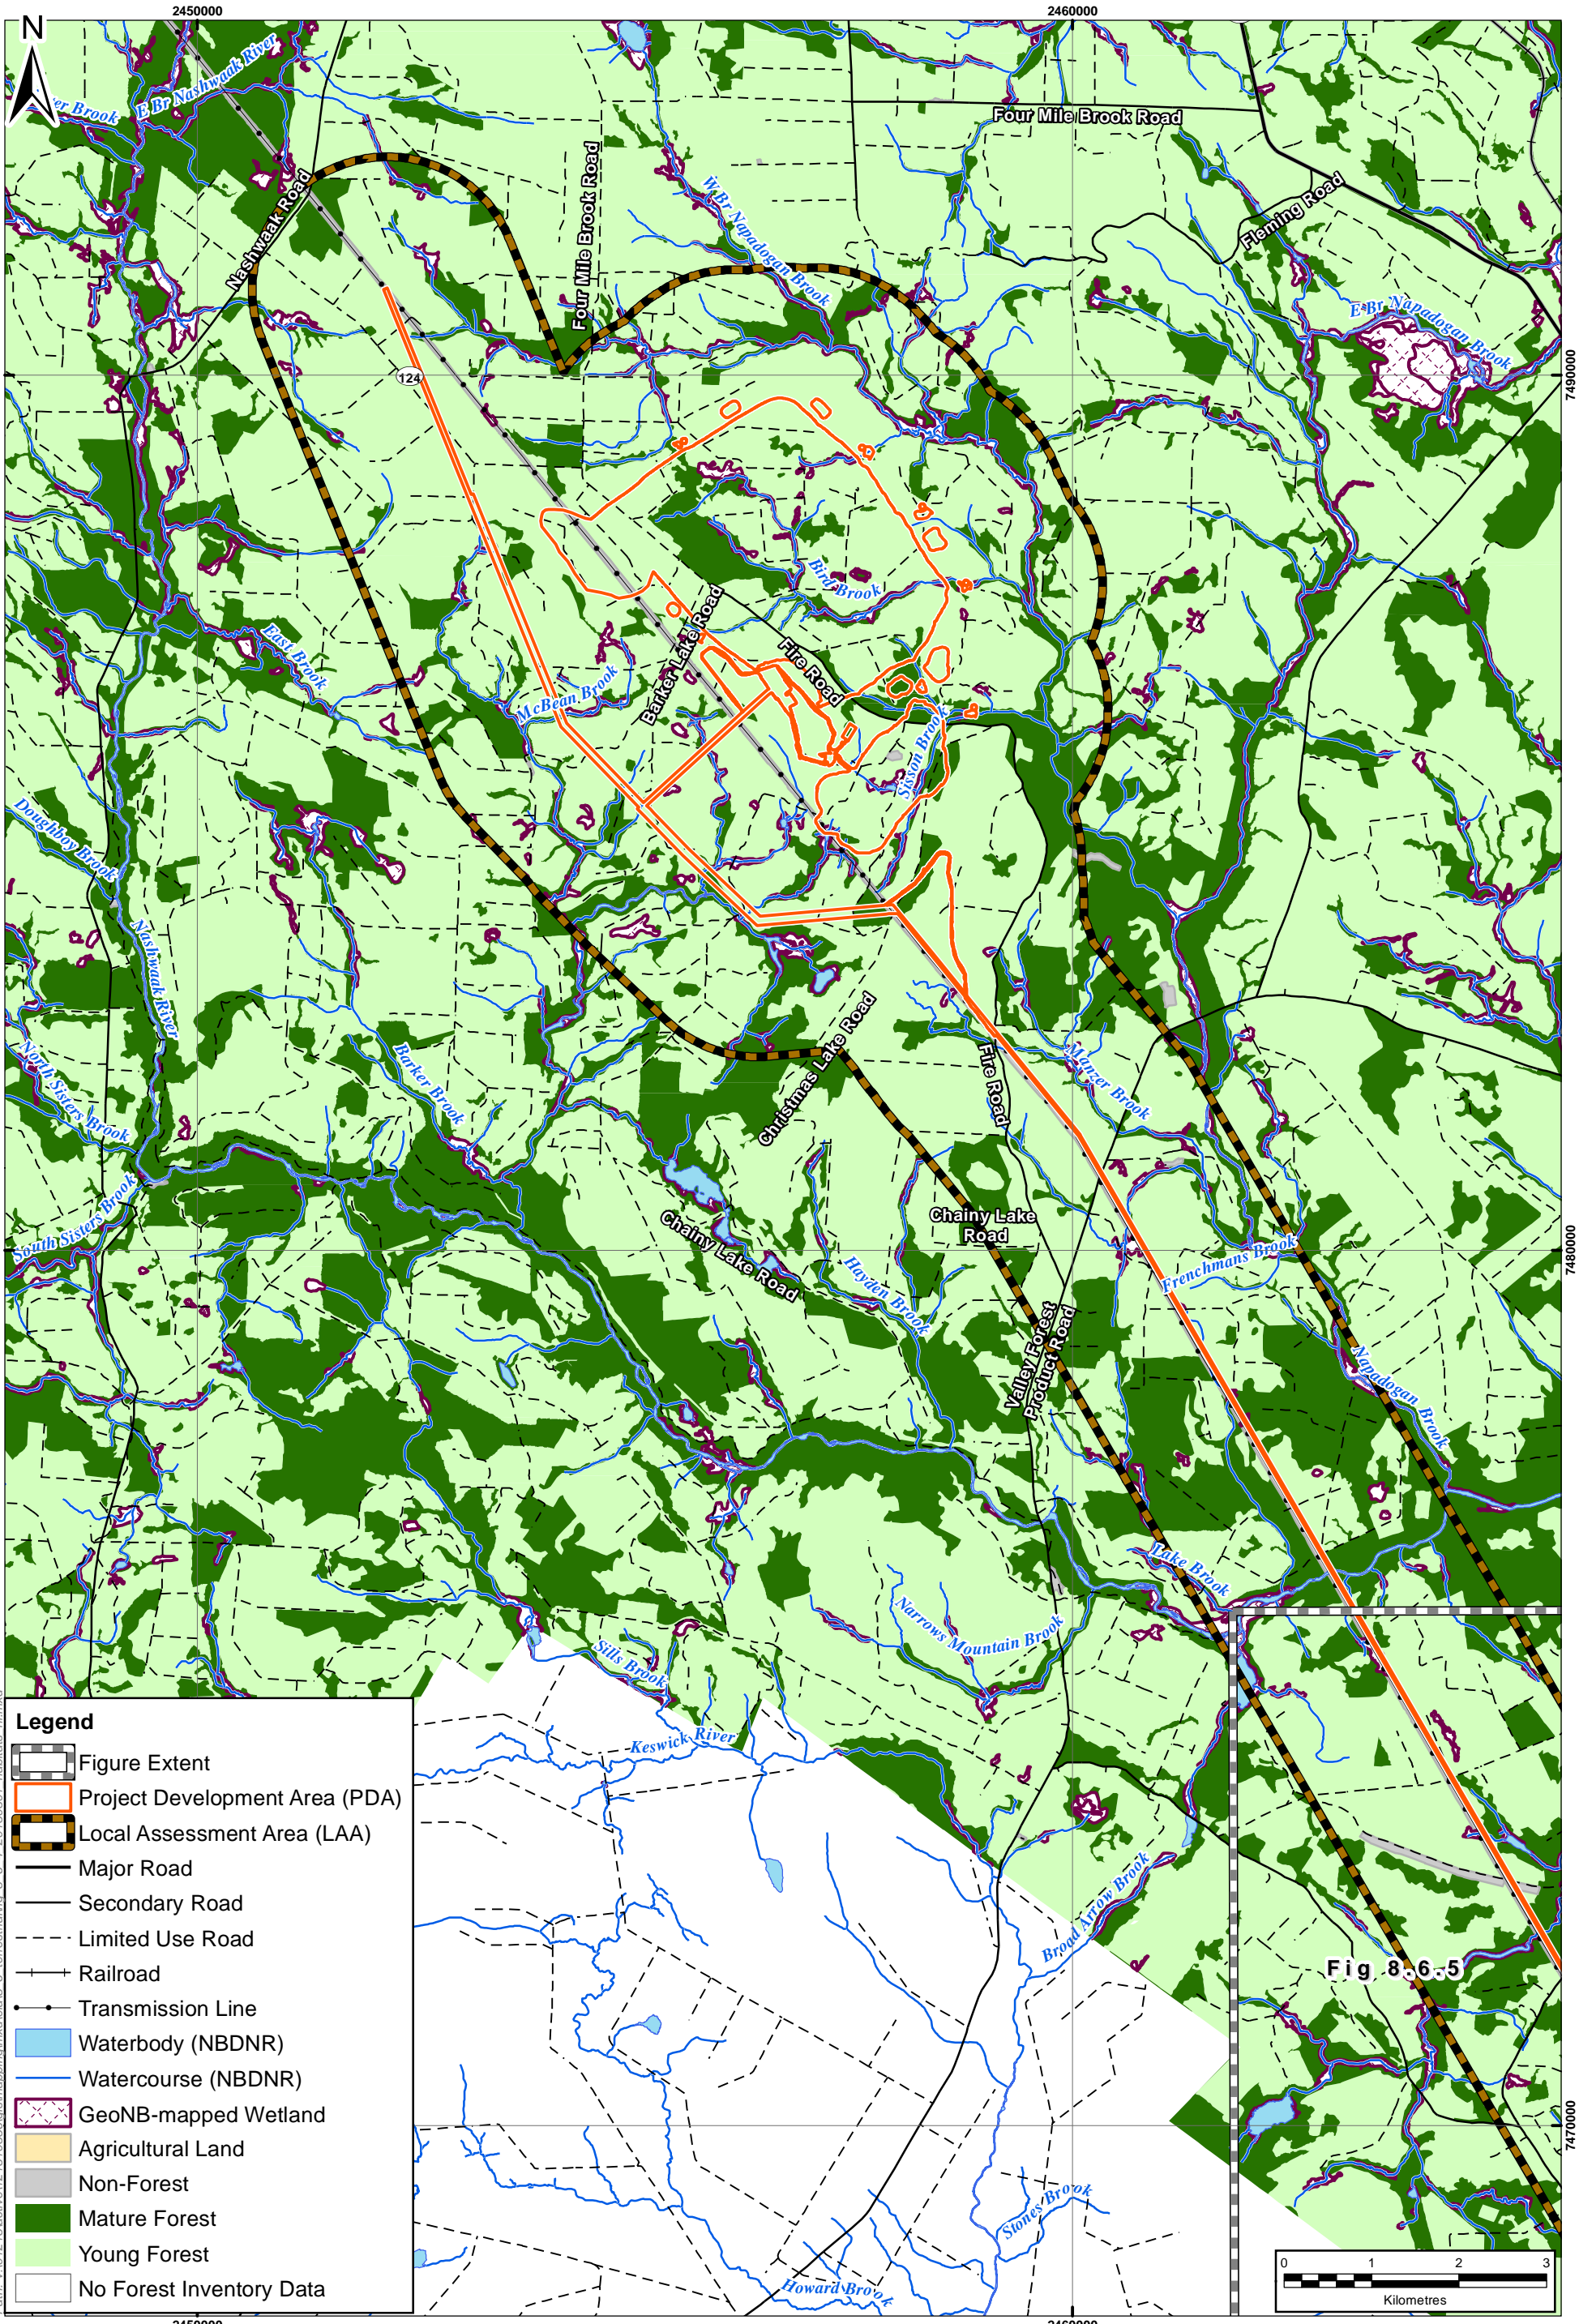 2450000
2460000
N
E Br Nashwaak River
Brook
Four Mile Brook Road
Nashwaak Road
Four Mile Brook Road
W Br Napadogan Brook
Fleming Road
E Br Napadogan Brook
7490000
124
Bird Brook
East Brook
Barker Lake Road
Fire Road
McBean Brook
Sisson Brook
Doughboy Brook
Nashwaak River
North Sisters Brook
Barker Brook
Christmas Lake Road
Fire Road
Manzer Brook
South Sisters Brook
Chainy Lake Road
Chainy Lake
Road
Hayden Brook
Frenchmans Brook
7480000
Valley Forest
Product Road
Napadogan Brook
Lake Brook
Narrows Mountain Brook
Sills Brook
Keswick River
Broad Arrow Brook
Fig 8.6.5
Stones Brook
Howard Brook
7470000
Legend
Figure Extent
Project Development Area (PDA)
Local Assessment Area (LAA)
Major Road
Secondary Road
Limited Use Road
Railroad
Transmission Line
Waterbody (NBDNR)
Watercourse (NBDNR)
GeoNB-mapped Wetland
Agricultural Land
Non-Forest
Mature Forest
Young Forest
No Forest Inventory Data
0 1 2 3
Kilometres